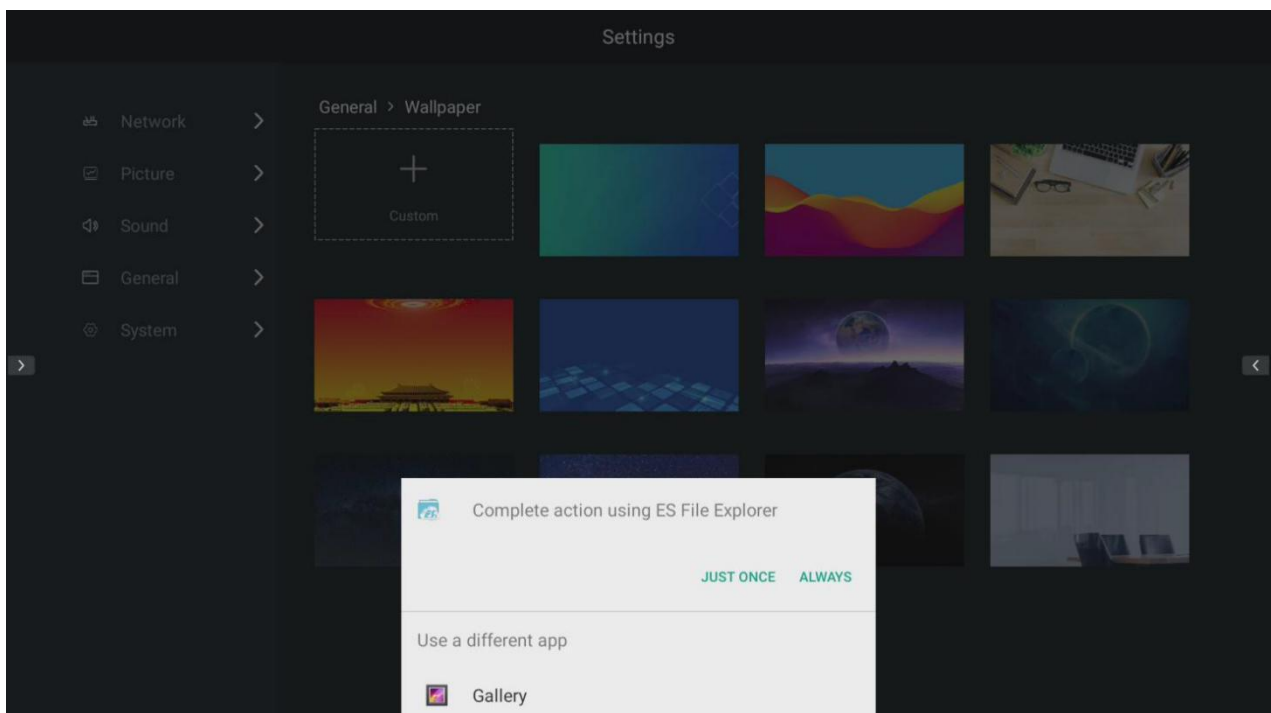 Settings
Network
Picture
Sound
General
System
General > Wallpaper
Custom
Complete action using ES File Explorer
JUST ONCE ALWAYS
Use a different app
Gallery